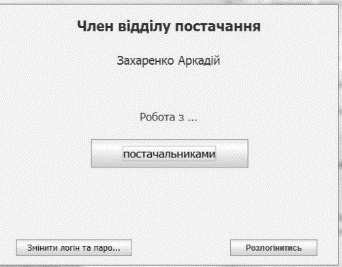 Член відділу постачання
Захаренко Аркадій
Робота з ...
постачальниками
Змінити логін та паро...
Розлогінитись